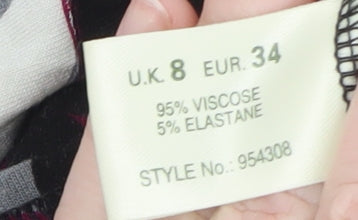 U.K. 8 EUR. 34
95% VISCOSE
5% ELASTANE
STYLE No.: 954308